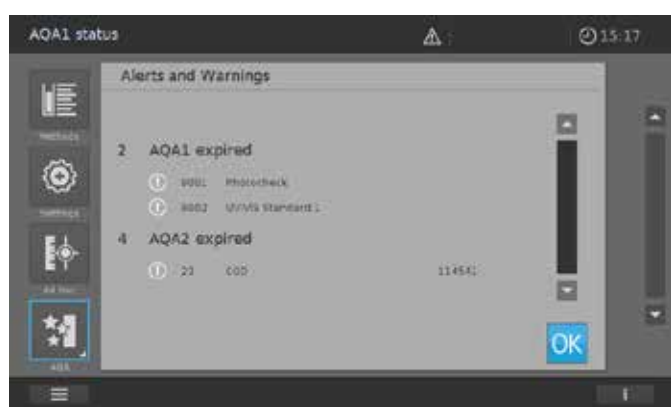 AQA1 status
15:17
Alerts and Warnings
2 AQA1 expired
9001 Photocheck
9002 UV/VIS Standard 1
4 AQA2 expired
23 COD
OK
AQA